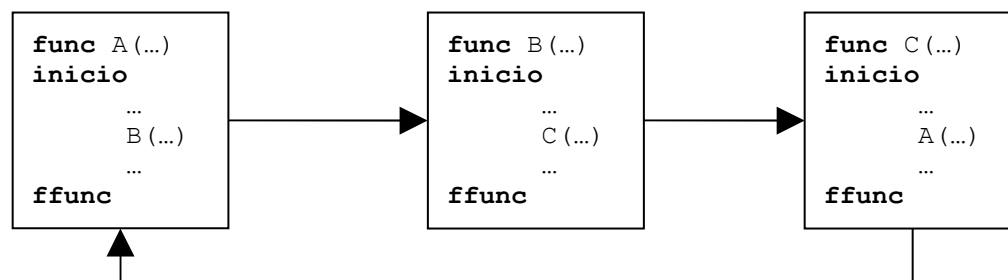 func A(…)
inicio
…
B(…)
…
ffunc
func B(…)
inicio
…
C(…)
…
ffunc
func C(…)
inicio
…
A(…)
…
ffunc